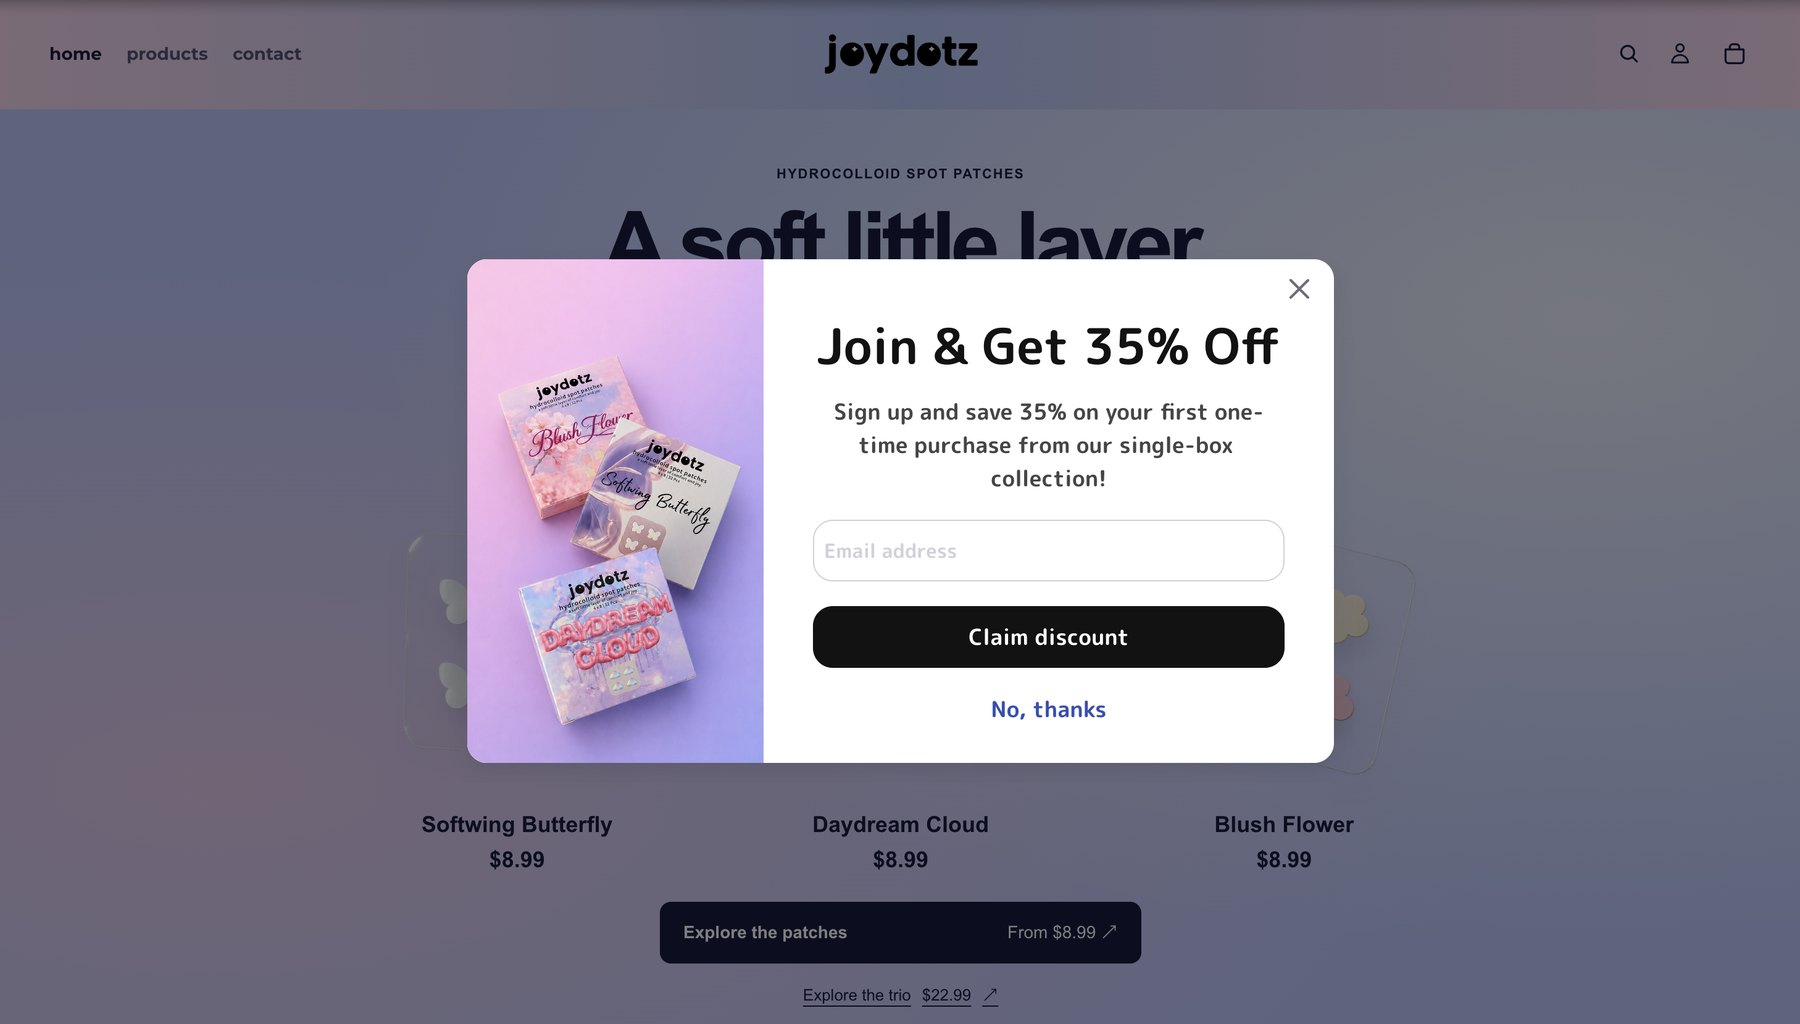 home products contact
joydotz
HYDROCOLLOID SPOT PATCHES
A soft little layer
Join & Get 35% Off
Sign up and save 35% on your first one-
time purchase from our single-box
collection!
Email address
Claim discount
No, thanks
joydotz
hydrocolloid spot patches
Blush Flower
joydotz
hydrocolloid spot patches
Softwing Butterfly
joydotz
hydrocolloid spot patches
DAYDREAM
CLOUD
Softwing Butterfly
$8.99
Daydream Cloud
$8.99
Blush Flower
$8.99
Explore the patches From $8.99 ↗
Explore the trio $22.99 ↗